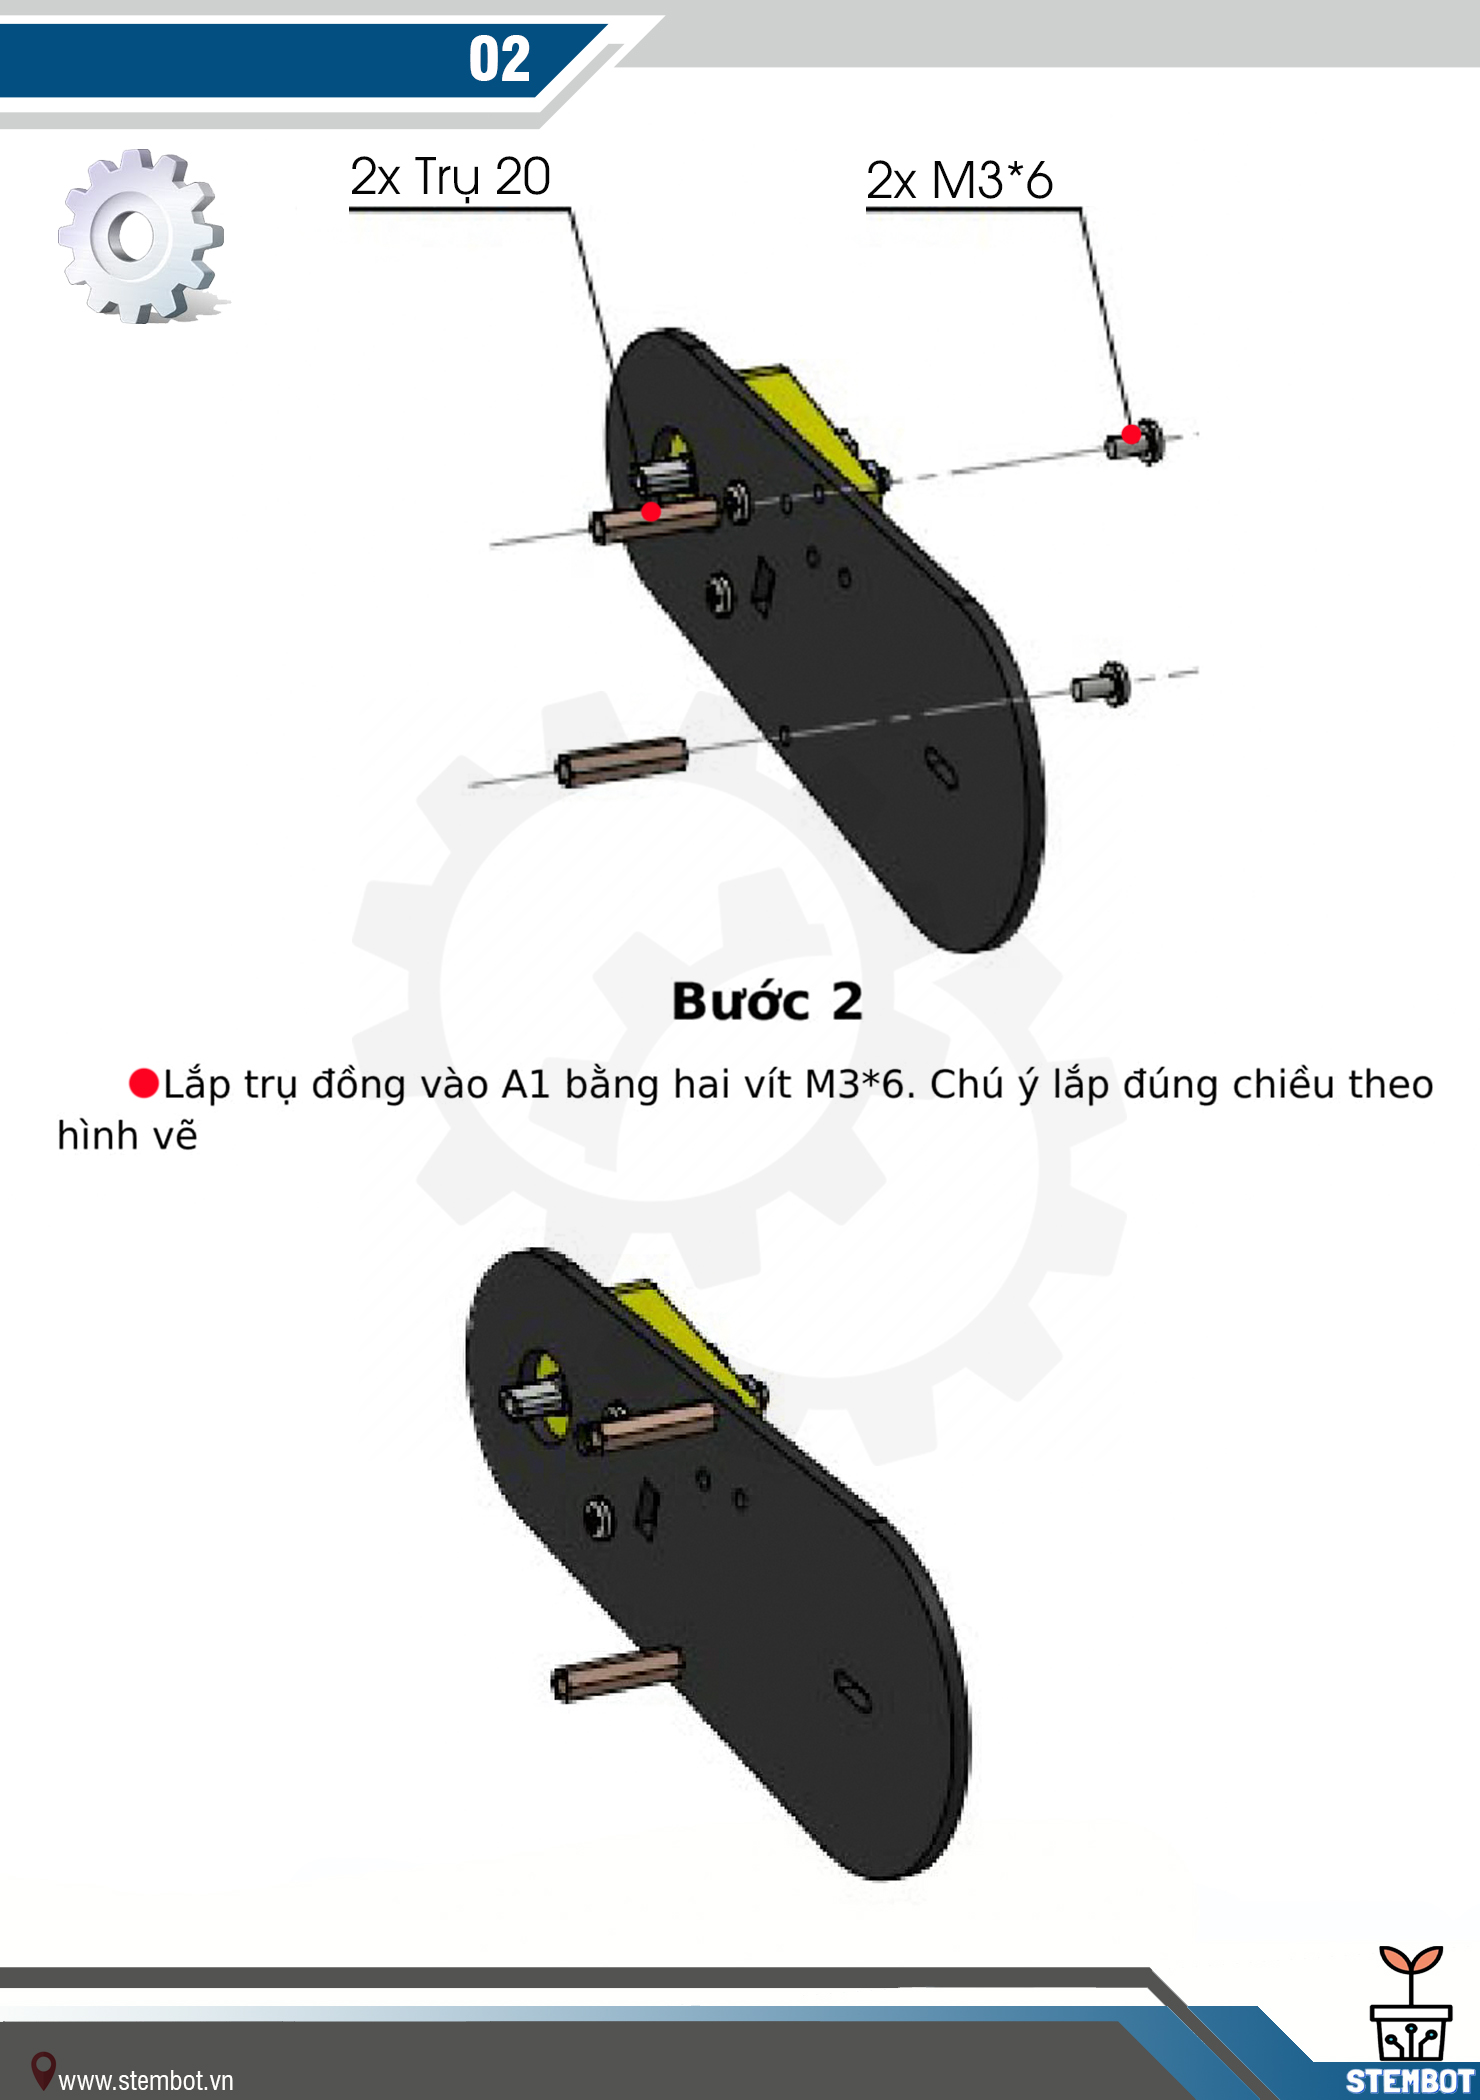 02
2x Trụ 20
2x M3*6
Bước 2
Lắp trụ đồng vào A1 bằng hai vít M3*6. Chú ý lắp đúng chiều theo
hình vẽ
www.stembot.vn
STEMBOT